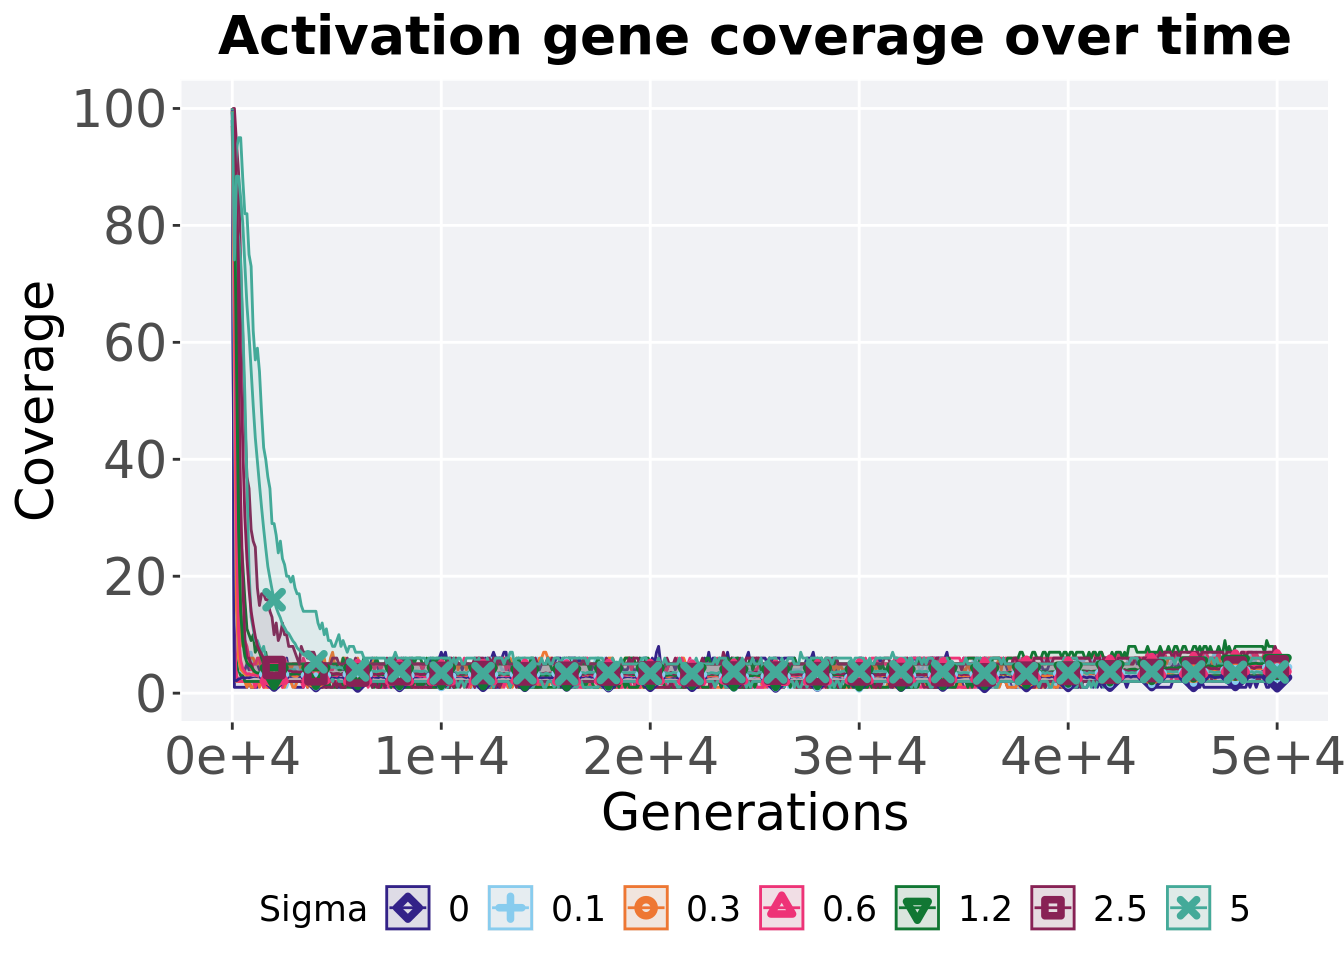 Activation gene coverage over time
100
80
60
40
20
0
Coverage
0e+4 1e+4 2e+4 3e+4 4e+4 5e+4
Generations
Sigma 0 0.1 0.3 0.6 1.2 2.5 5